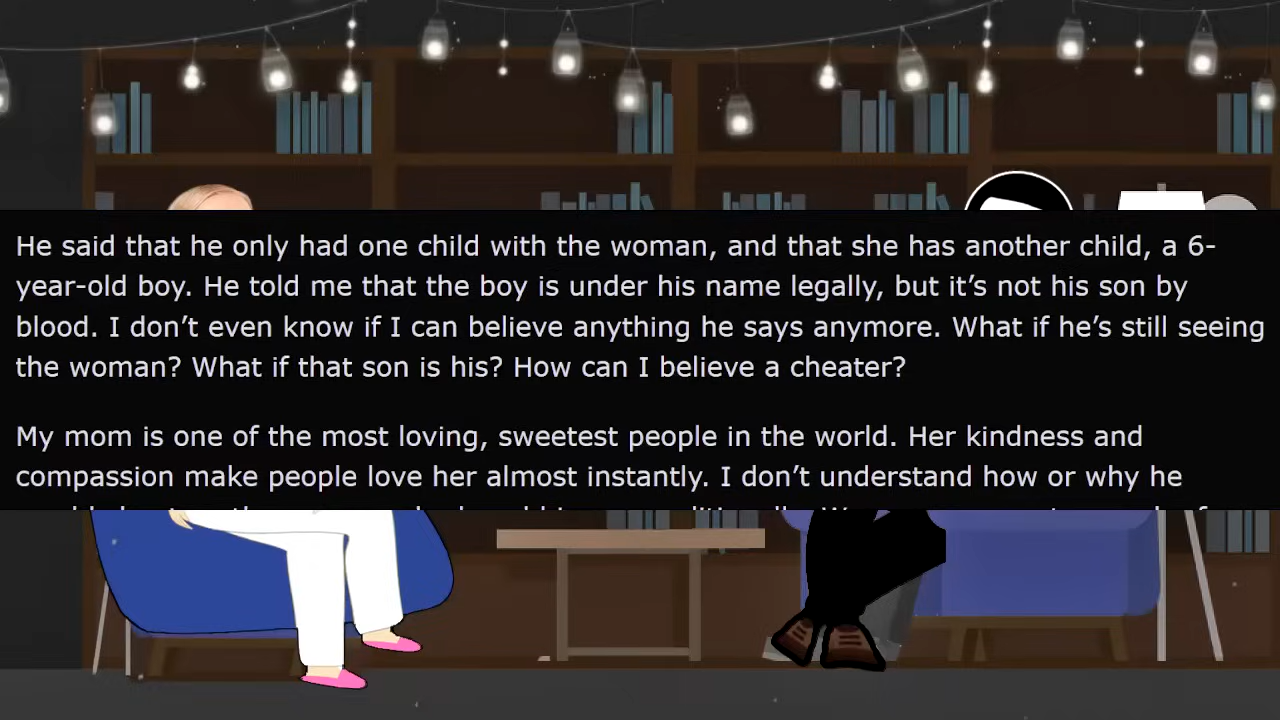 He said that he only had one child with the woman, and that she has another child, a 6-
year-old boy. He told me that the boy is under his name legally, but it’s not his son by
blood. I don’t even know if I can believe anything he says anymore. What if he’s still seeing
the woman? What if that son is his? How can I believe a cheater?
My mom is one of the most loving, sweetest people in the world. Her kindness and
compassion make people love her almost instantly. I don’t understand how or why he